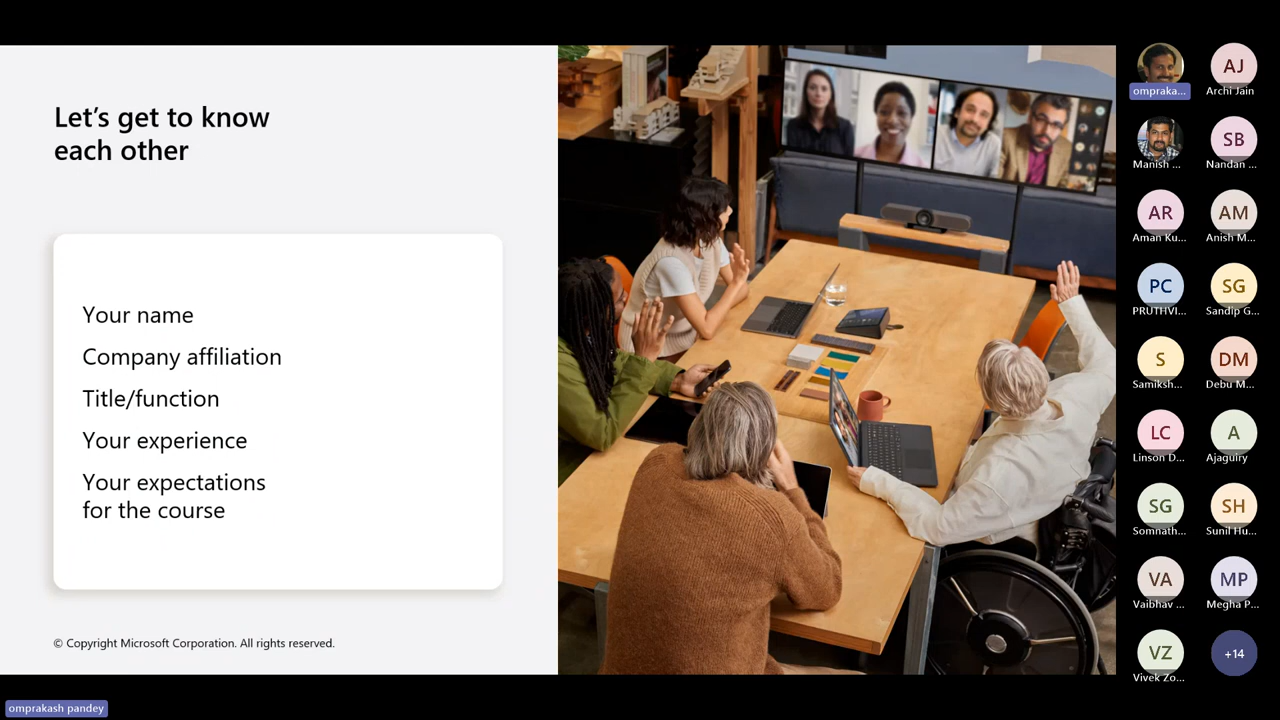 Let's get to know
each other
Your name
Company affiliation
Title/function
Your experience
Your expectations
for the course
© Copyright Microsoft Corporation. All rights reserved.
ompraka...
AJ
Archi Jain
Manish ...
SB
Nandan ...
AR
Aman Ku...
AM
Anish M...
PC
PRUTHVI...
SG
Sandip G...
S
Samiksh...
DM
Debu M...
LC
Linson D...
A
Ajaguiry
SG
Somnath...
SH
Sunil Hu...
VA
Vaibhav ...
MP
Megha P...
VZ
Vivek Zo...
+14
omprakash pandey